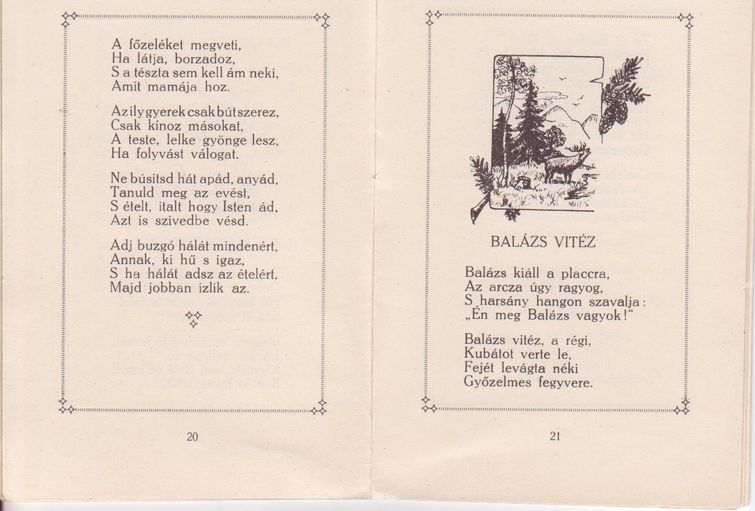 A főzeléket megveti,
Ha látja, borzadoz,
S a tészta sem kell ám neki,
Amit mamája hoz.
Az ily gyerek csak bút szerez,
Csak kinoz másokat,
A teste, lelke gyönge lesz,
Ha folyvást válogat.
Ne búsítsd hát apád, anyád,
Tanuld meg az evést,
S ételt, italt hogy Isten ád,
Azt is szivedbe vésd.
Adj buzgó hálát mindenért,
Annak, ki hű s igaz,
S ha hálát adsz az ételért,
Majd jobban izlik az.
20
BALÁZS VITÉZ
Balázs kiáll a placcra,
Az arcza úgy ragyog,
S harsány hangon szavalja:
„Én meg Balázs vagyok!"
Balázs vitéz, a régi,
Kubátot verte le,
Fejét levágta néki
Győzelmes fegyvere.
21